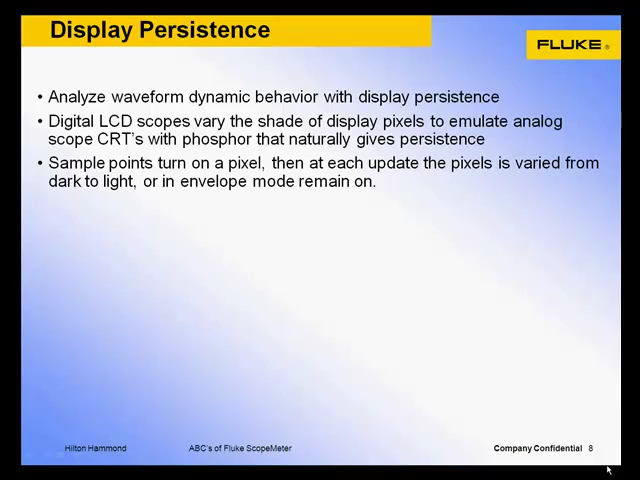 Display Persistence
FLUKE®
• Analyze waveform dynamic behavior with display persistence
• Digital LCD scopes vary the shade of display pixels to emulate analog
scope CRT's with phosphor that naturally gives persistence
• Sample points turn on a pixel, then at each update the pixels is varied from
dark to light, or in envelope mode remain on.
Hilton Hammond ABC's of Fluke ScopeMeter Company Confidential 8